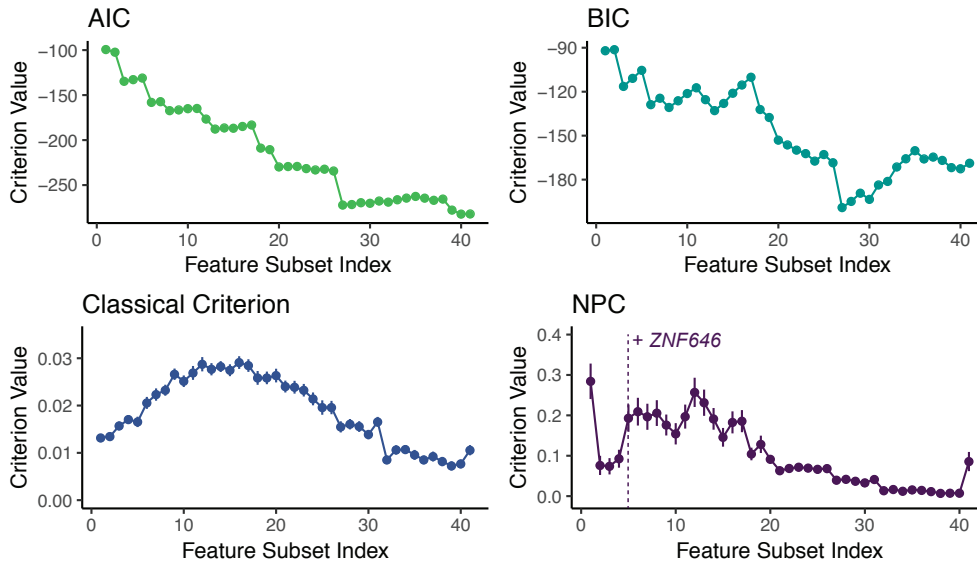 AIC
Criterion Value
−100
−150
−200
−250
0 10 20 30 40
Feature Subset Index
BIC
Criterion Value
−90
−120
−150
−180
0 10 20 30 40
Feature Subset Index
Classical Criterion
Criterion Value
0.03
0.02
0.01
0.00
0 10 20 30 40
Feature Subset Index
NPC
Criterion Value
0.4
0.3
0.2
0.1
0.0
+ ZNF646
0 10 20 30 40
Feature Subset Index